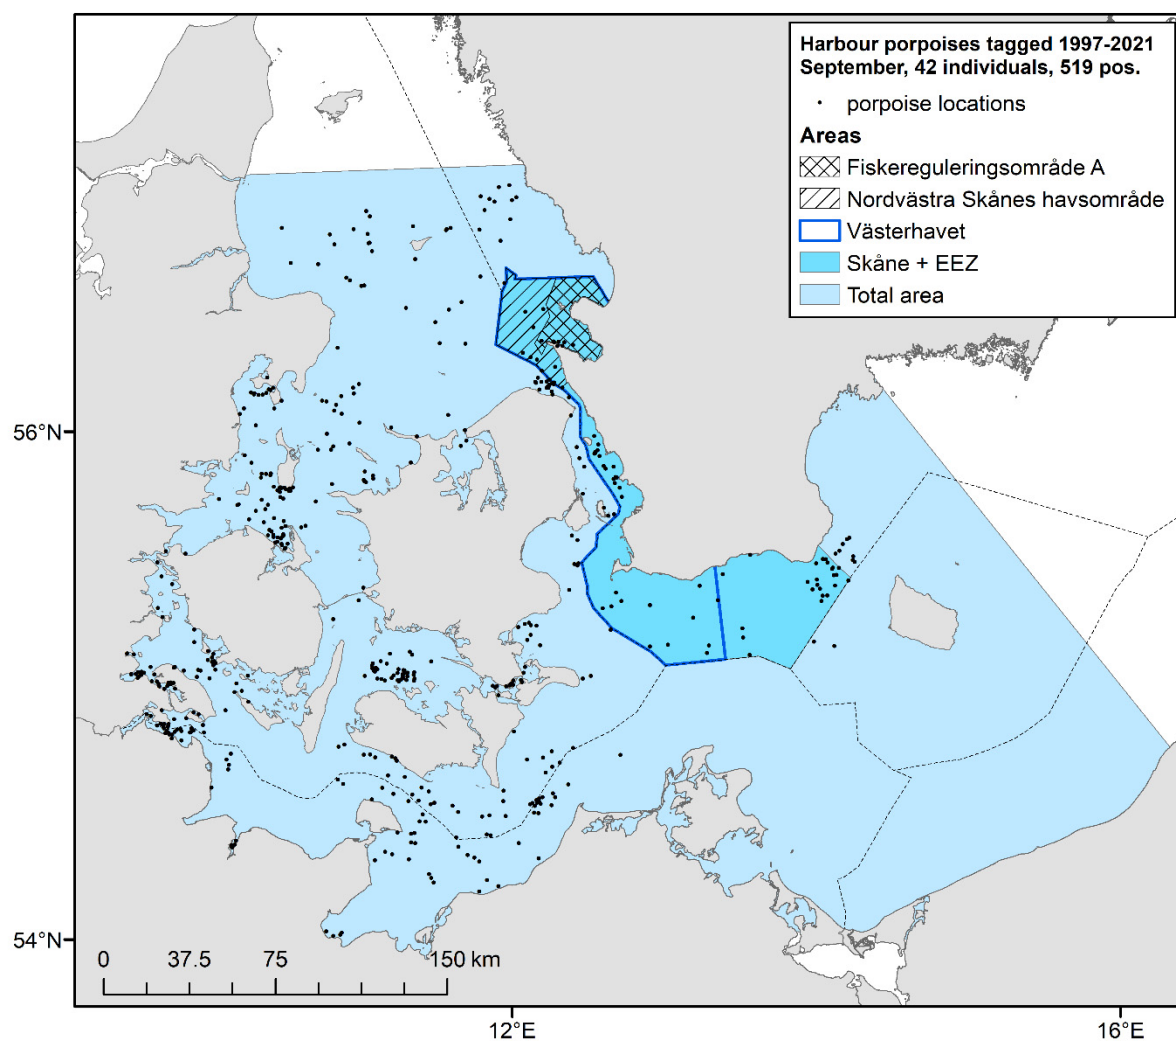 Harbour porpoises tagged 1997-2021
September, 42 individuals, 519 pos.
porpoise locations
Areas
Fiskereguleringsområde A
Nordvästra Skånes havsområde
Västerhavet
Skåne + EEZ
Total area
56°N
54°N
0 37.5 75 150 km
12°E 16°E